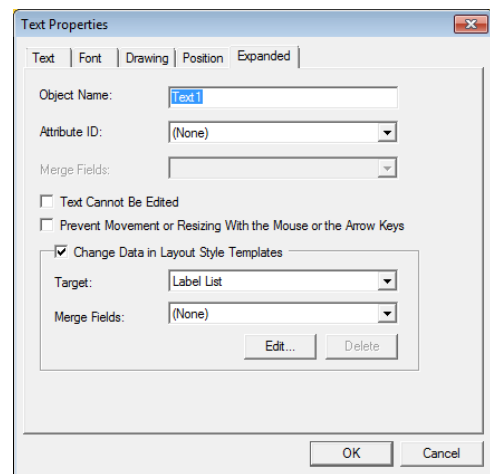 Text Properties
Text Font Drawing Position Expanded
Object Name: Text1
Attribute ID: (None)
Merge Fields:
Text Cannot Be Edited
Prevent Movement or Resizing With the Mouse or the Arrow Keys
Change Data in Layout Style Templates
Target: Label List
Merge Fields: (None)
Edit... Delete
OK Cancel